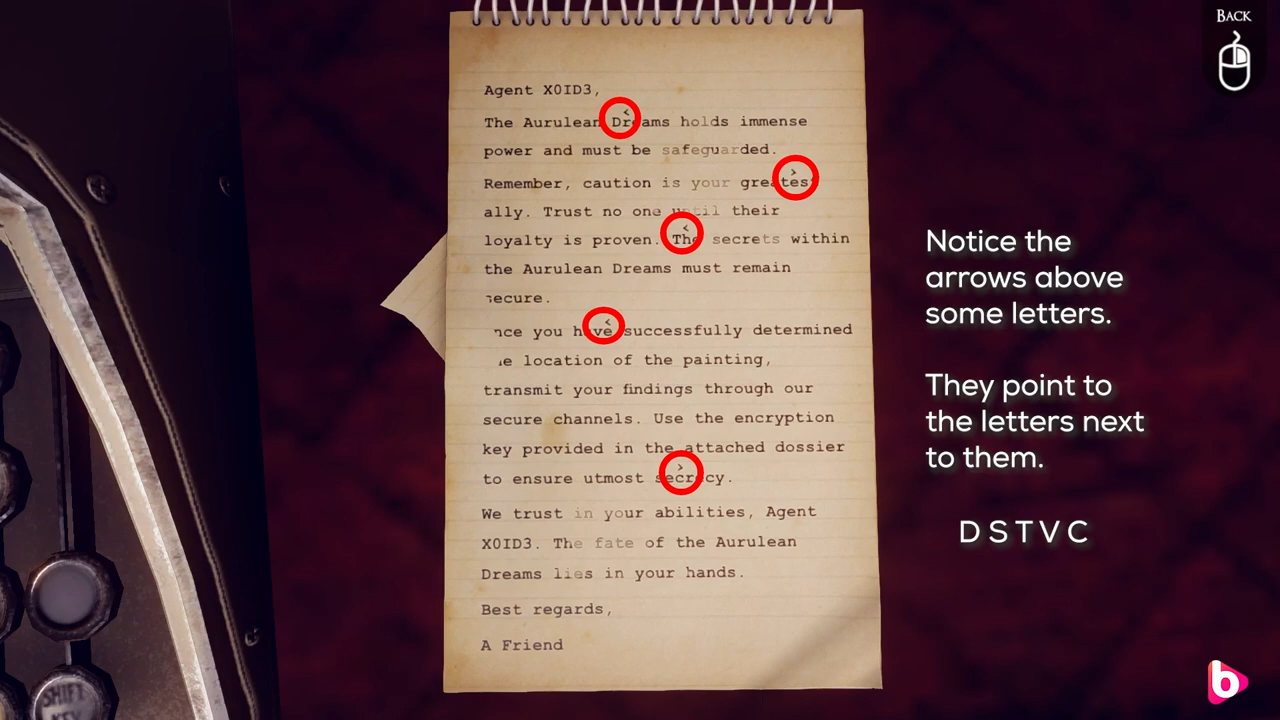 BACK
Agent X0ID3,
The Aurulean Dreams holds immense
power and must be safeguarded.
Remember, caution is your greatest
ally. Trust no one until their
loyalty is proven. The secrets within
the Aurulean Dreams must remain
secure.
nce you have successfully determined
e location of the painting,
transmit your findings through our
secure channels. Use the encryption
key provided in the attached dossier
to ensure utmost secrecy.
We trust in your abilities, Agent
X0ID3. The fate of the Aurulean
Dreams lies in your hands.
Best regards,
A Friend
Notice the
arrows above
some letters.
They point to
the letters next
to them.
D S T V C
SHIFT
KEY
b